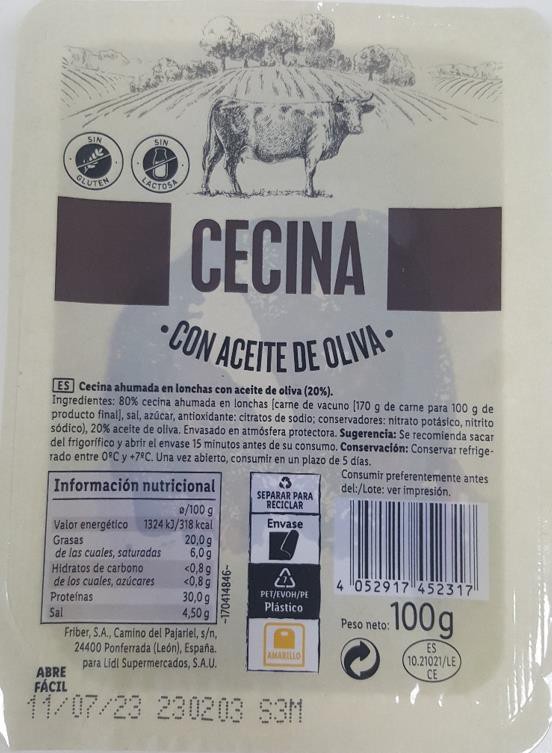 SIN
GLUTEN
SIN
LACTOSA
CECINA
• CON ACEITE DE OLIVA •
ES Cecina ahumada en lonchas con aceite de oliva (20%).
Ingredientes: 80% cecina ahumada en lonchas [carne de vacuno [170 g de carne para 100 g de
producto final], sal, azúcar, antioxidante: citratos de sodio; conservadores: nitrato potásico, nitrito
sódico), 20% aceite de oliva. Envasado en atmósfera protectora. Sugerencia: Se recomienda sacar
del frigorífico y abrir el envase 15 minutos antes de su consumo. Conservación: Conservar refrige-
rado entre 0ºC y +7ºC. Una vez abierto, consumir en un plazo de 5 días.
Consumir preferentemente antes
del:/Lote: ver impresión.
Información nutricional
ø/100 g
Valor energético 1324 kJ/318 kcal
Grasas 20,0 g
de las cuales, saturadas 6,0 g
Hidratos de carbono <0,8 g
de los cuales, azúcares <0,8 g
Proteínas 30,0 g
Sal 4,50 g
-170414846-
SEPARAR PARA
RECICLAR
Envase
7
PET/EVOH/PE
Plástico
AMARILLO
4 052917 452317
Peso neto: 100g
ES
10.21021/LE
CE
Friber, S.A., Camino del Pajariel, s/n,
24400 Ponferrada (León), España.
para Lidl Supermercados, S.A.U.
ABRE
FÁCIL
11/07/23 230203 S3M